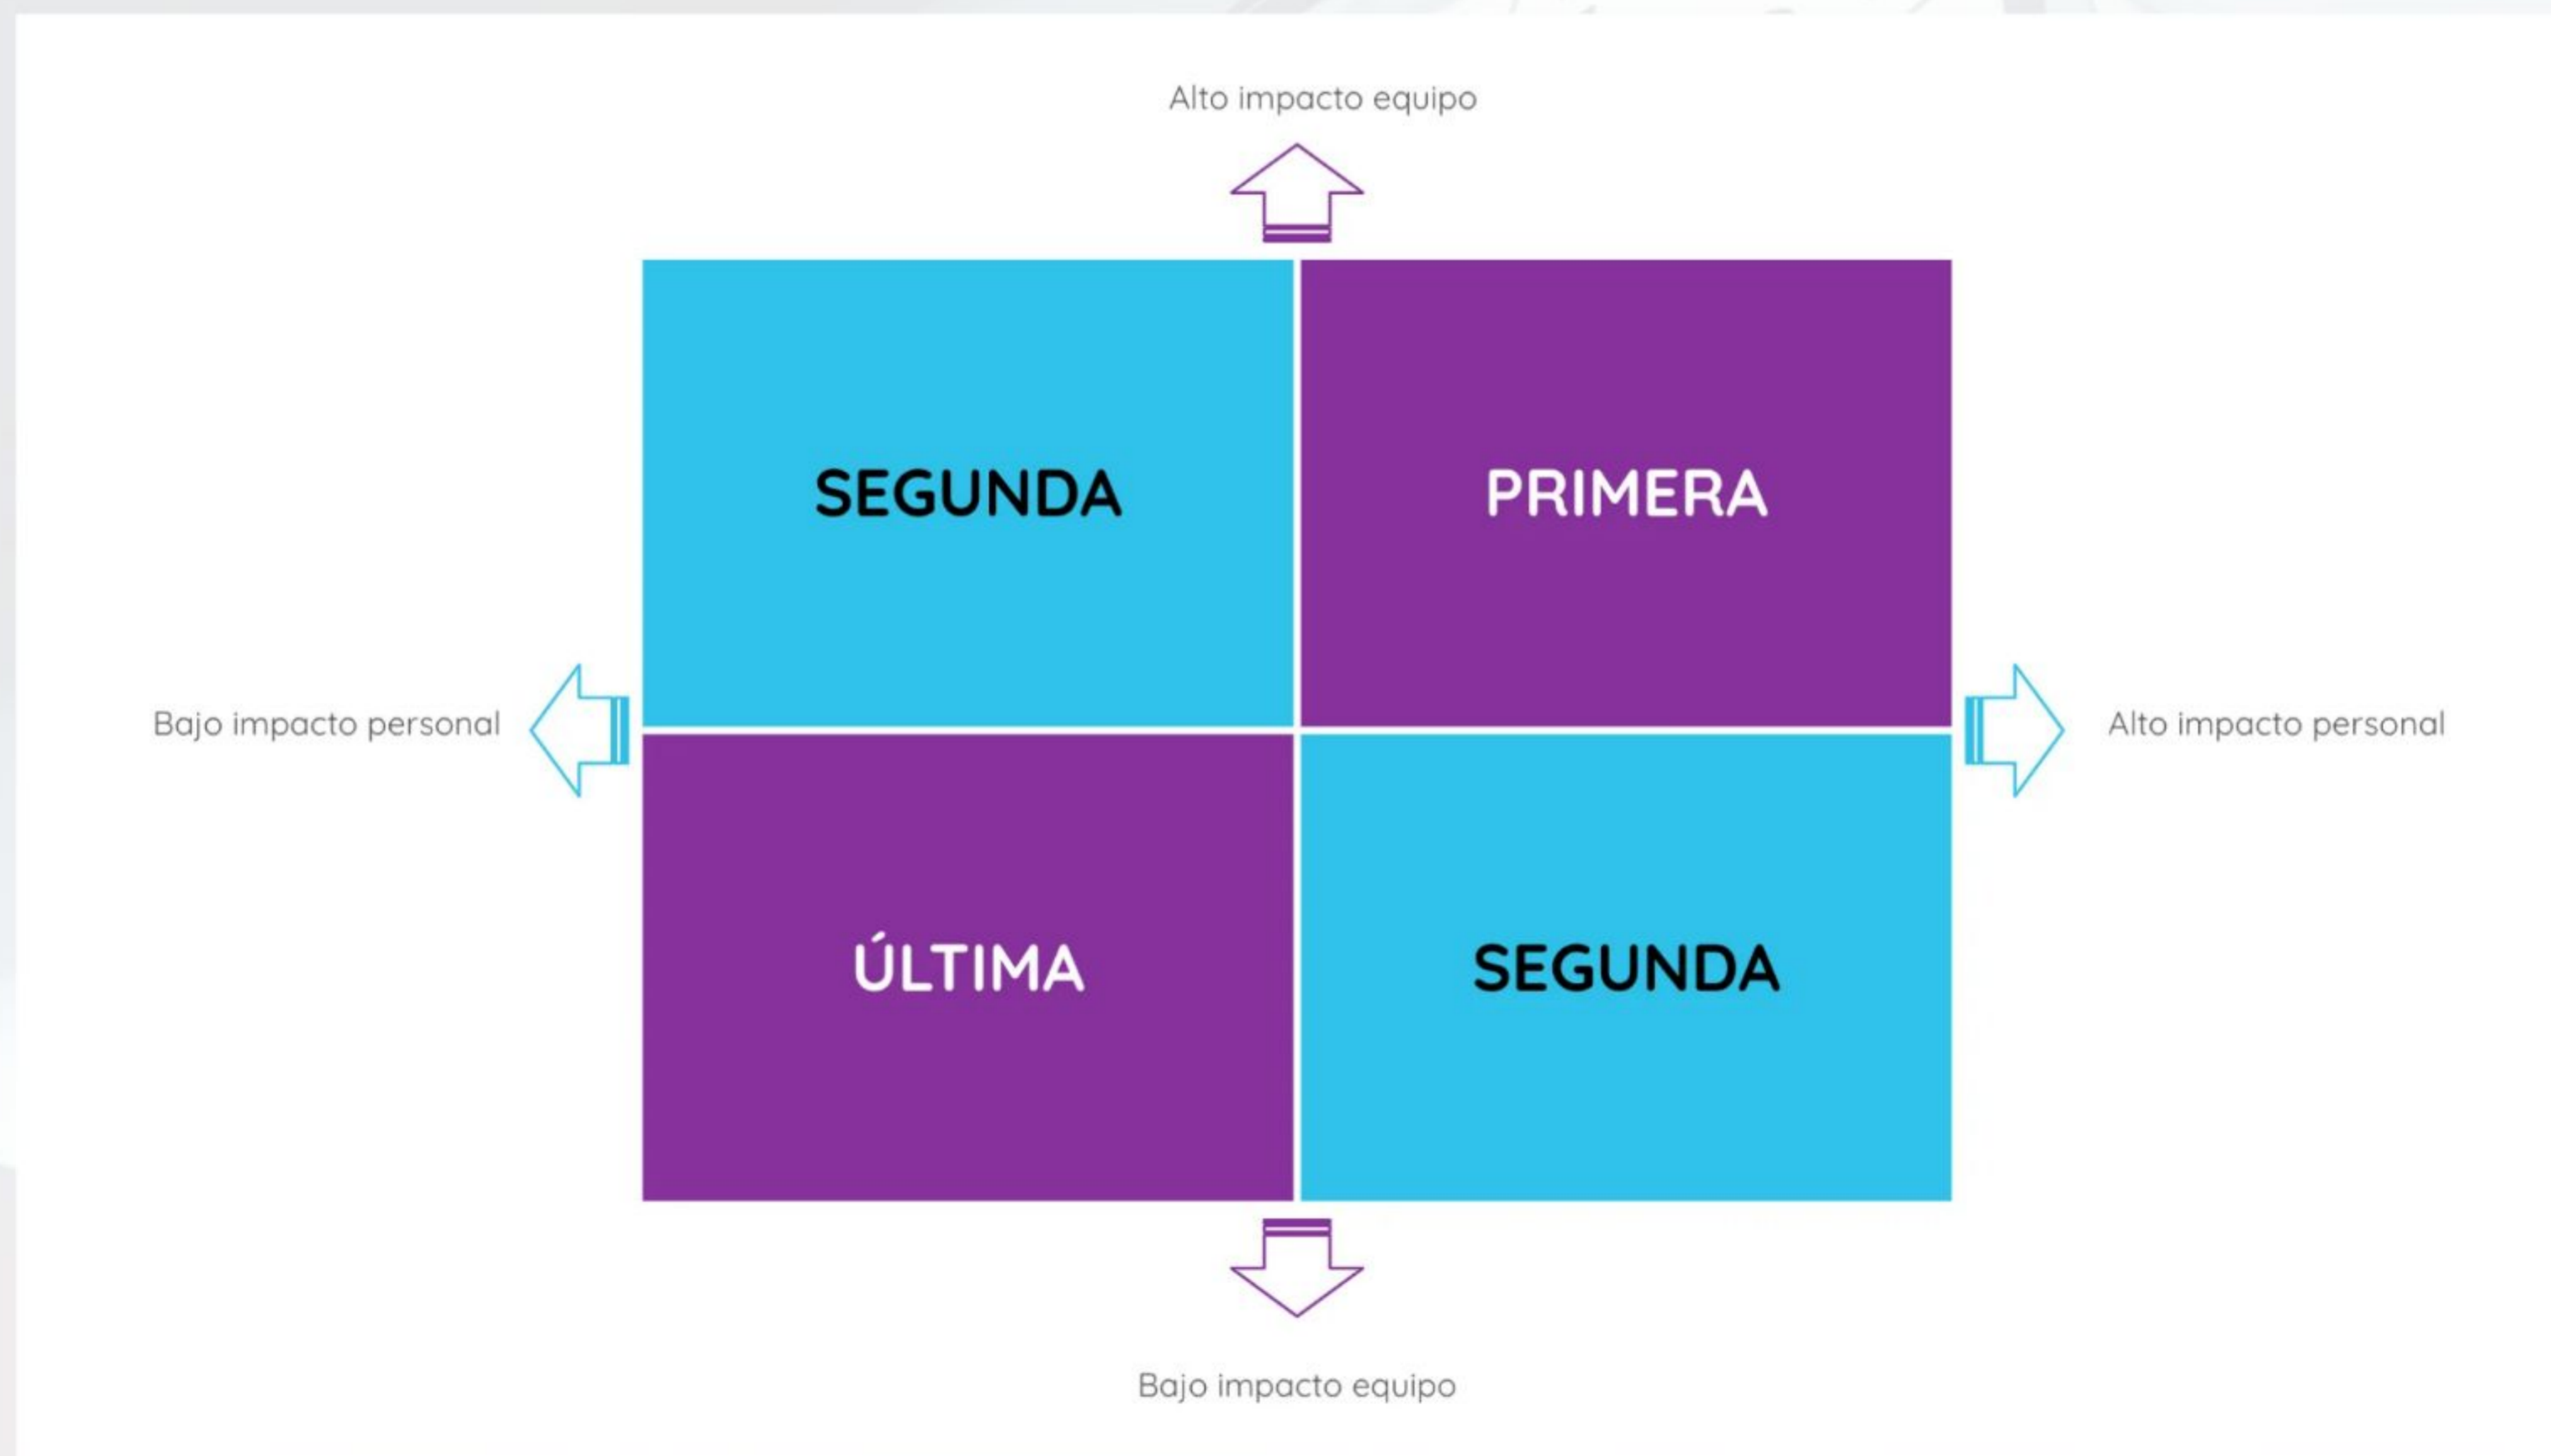 Alto impacto equipo
SEGUNDA
PRIMERA
Bajo impacto personal
Alto impacto personal
ÚLTIMA
SEGUNDA
Bajo impacto equipo